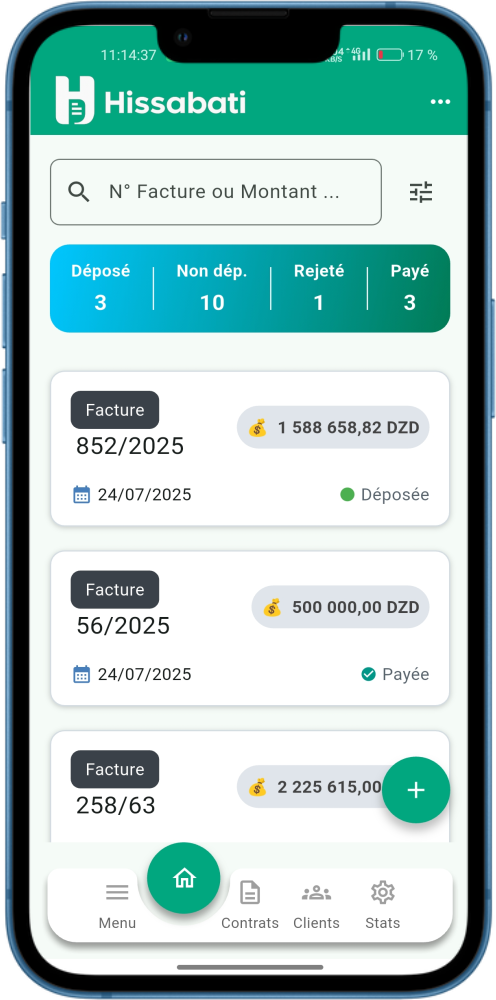 11:14:37
4G
17 %
Hissabati
N° Facture ou Montant ...
Déposé
Non dép.
Rejeté
Payé
3
10
1
3
Facture
1 588 658,82 DZD
852/2025
24/07/2025
Déposée
Facture
500 000,00 DZD
56/2025
24/07/2025
Payée
Facture
2 225 615,00
258/63
Menu
Contrats
Clients
Stats